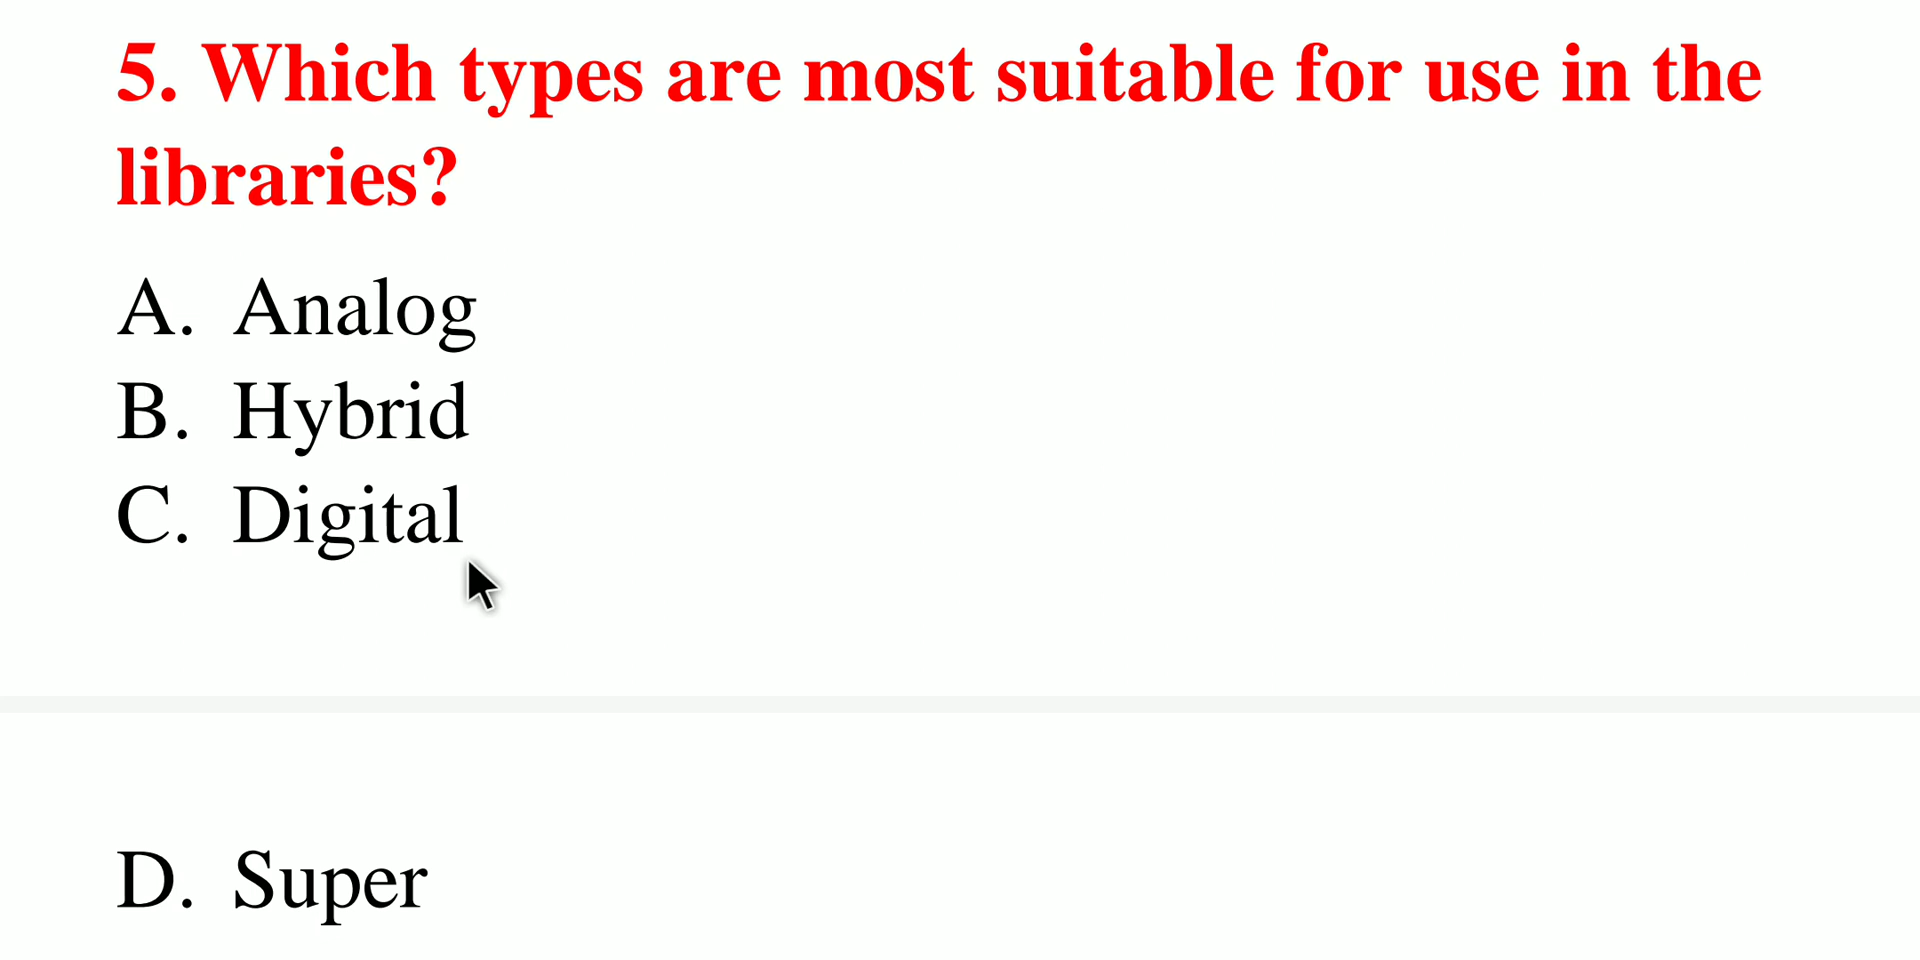 5. Which types are most suitable for use in the
libraries?
A. Analog
B. Hybrid
C. Digital
D. Super